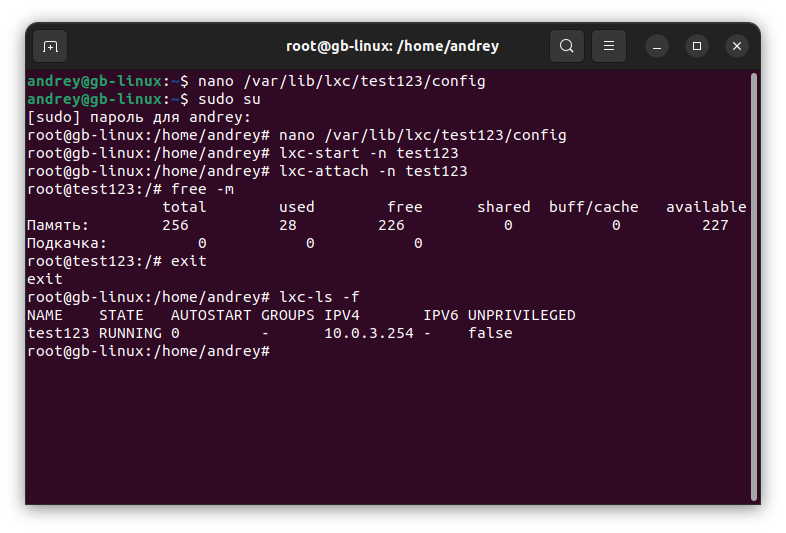 root@gb-linux: /home/andrey
andrey@gb-linux:~$ nano /var/lib/lxc/test123/config
andrey@gb-linux:~$ sudo su
[sudo] пароль для andrey:
root@gb-linux:/home/andrey# nano /var/lib/lxc/test123/config
root@gb-linux:/home/andrey# lxc-start -n test123
root@gb-linux:/home/andrey# lxc-attach -n test123
root@test123:/# free -m
total used free shared buff/cache available
Память: 256 28 226 0 0 227
Подкачка: 0 0 0
root@test123:/# exit
exit
root@gb-linux:/home/andrey# lxc-ls -f
NAME STATE AUTOSTART GROUPS IPV4 IPV6 UNPRIVILEGED
test123 RUNNING 0 - 10.0.3.254 - false
root@gb-linux:/home/andrey#